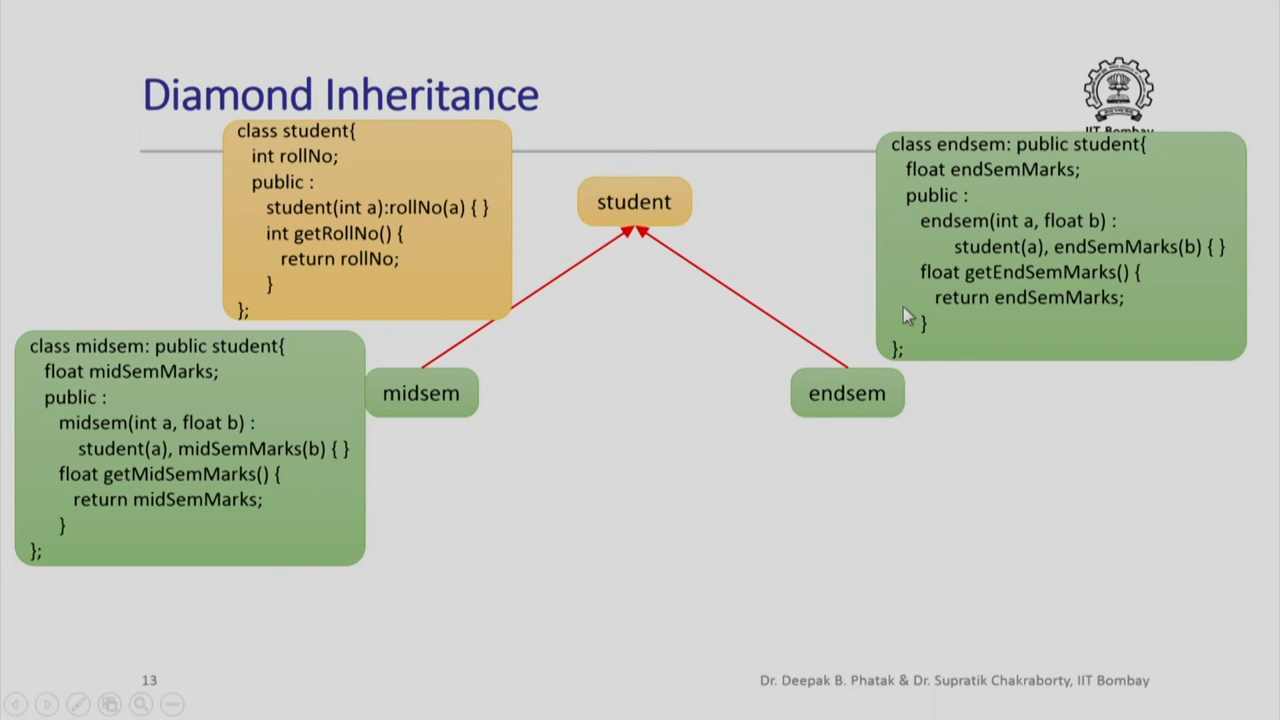 Diamond Inheritance
IIT Bombay
class student{
int rollNo;
public :
student(int a):rollNo(a) { }
int getRollNo() {
return rollNo;
}
};
student
class endsem: public student{
float endSemMarks;
public :
endsem(int a, float b) :
student(a), endSemMarks(b) { }
float getEndSemMarks() {
return endSemMarks;
}
};
class midsem: public student{
float midSemMarks;
public :
midsem(int a, float b) :
student(a), midSemMarks(b) { }
float getMidSemMarks() {
return midSemMarks;
}
};
midsem
endsem
13
Dr. Deepak B. Phatak & Dr. Supratik Chakraborty, IIT Bombay